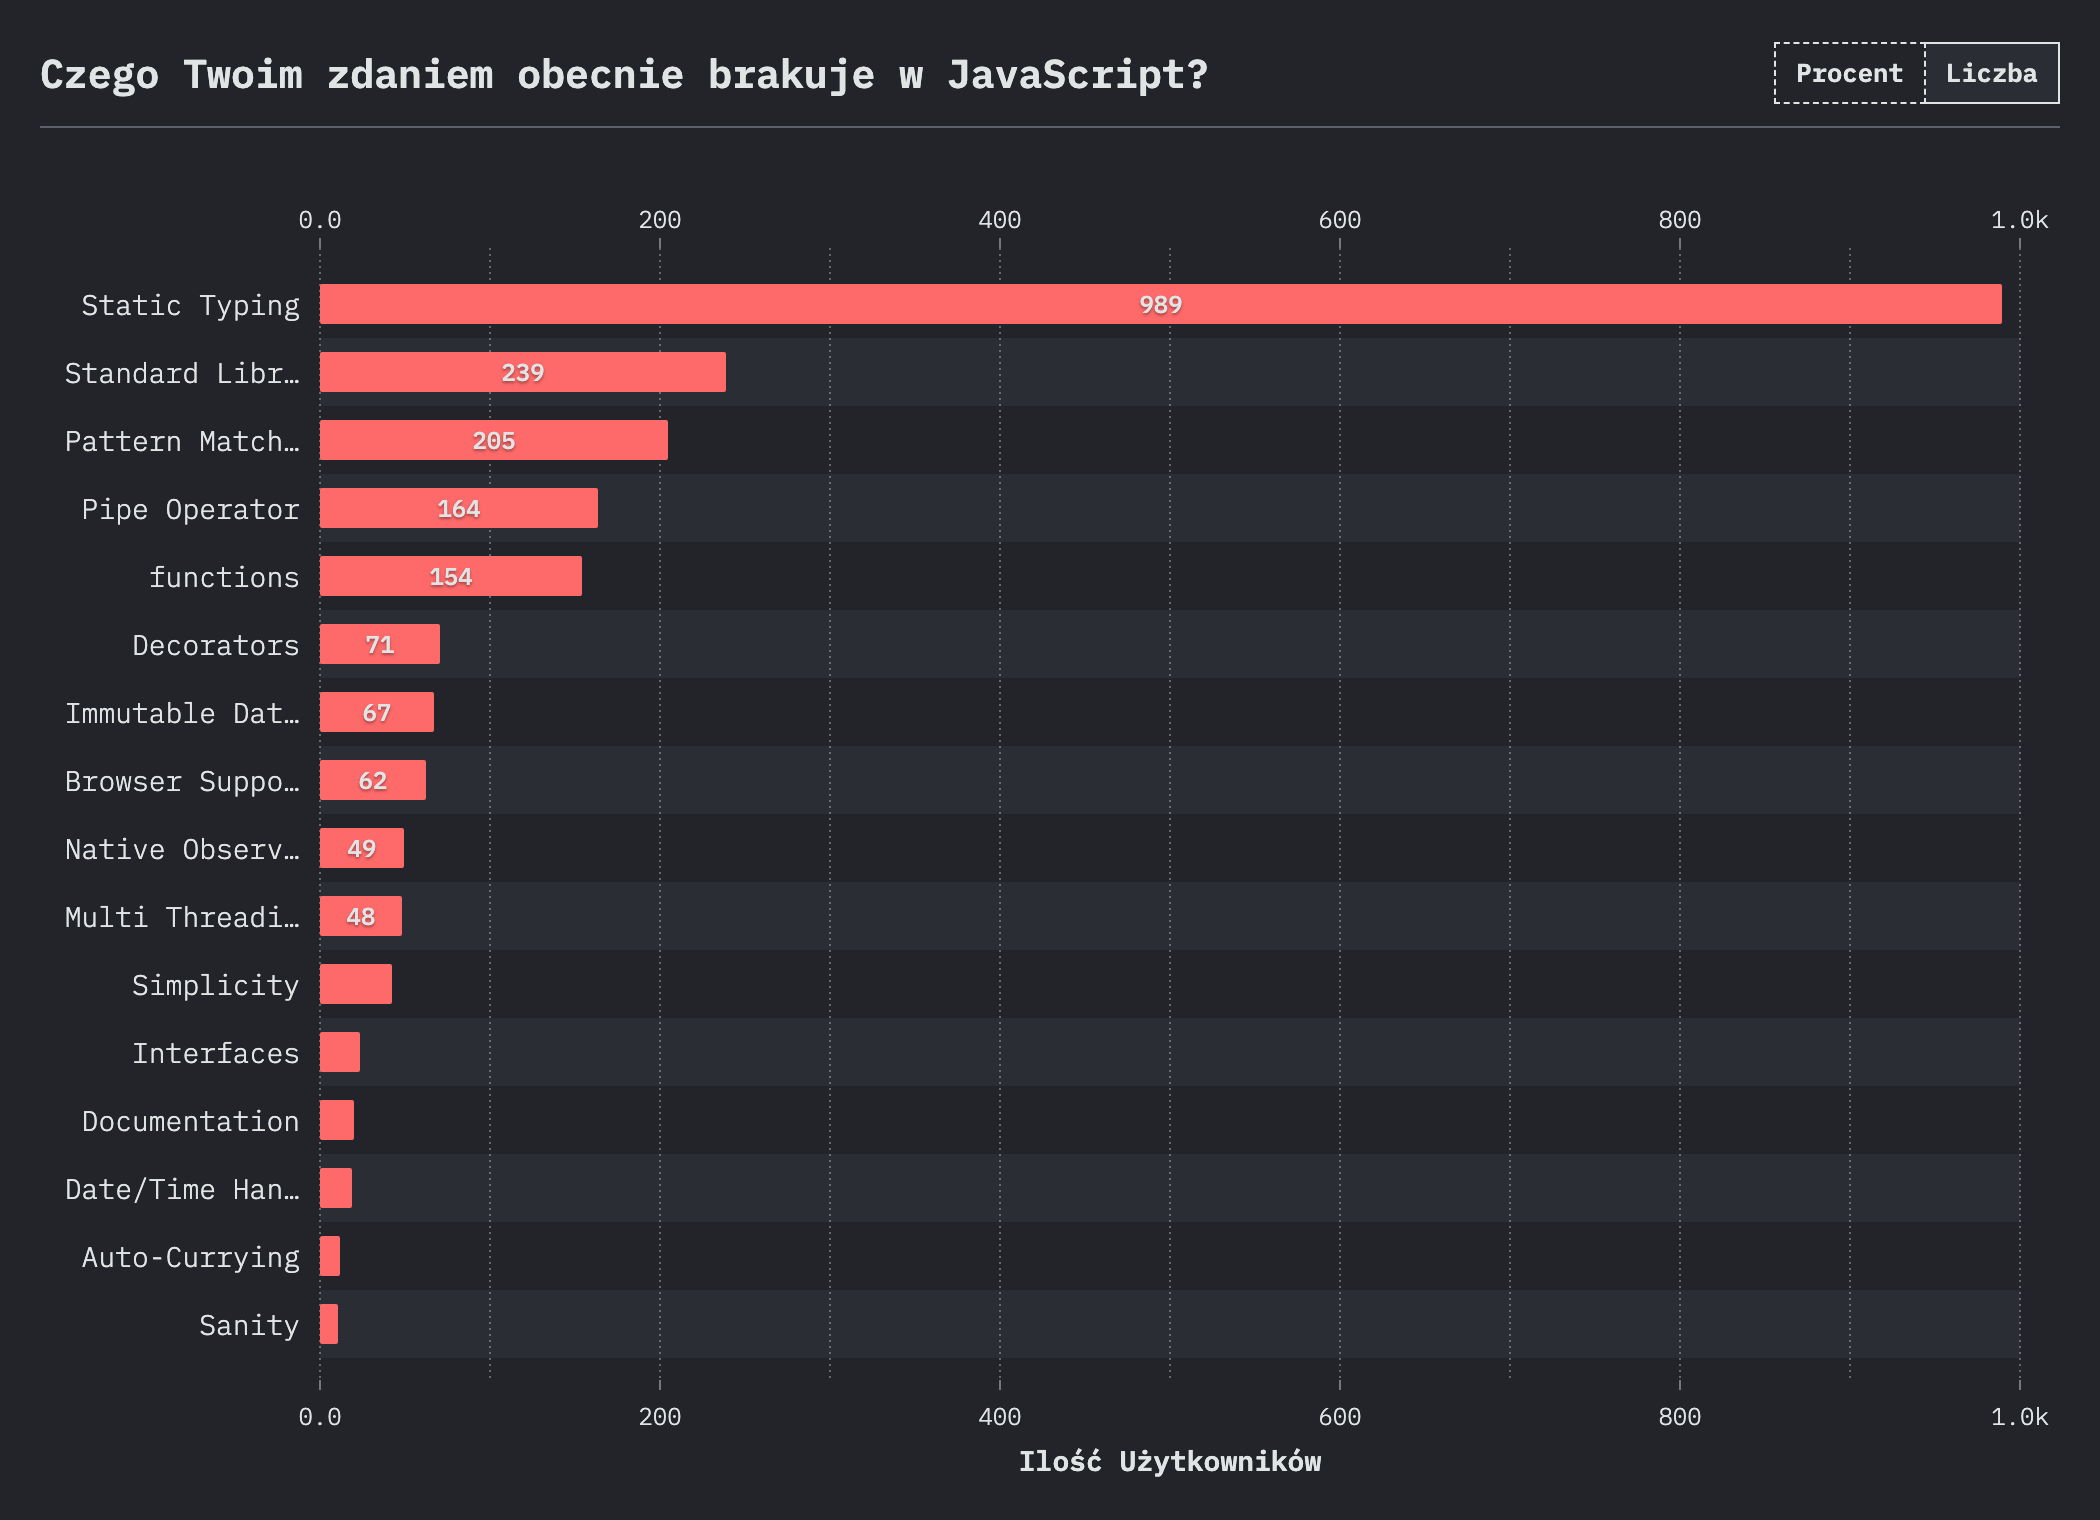 Czego Twoim zdaniem obecnie brakuje w JavaScript?
Procent Liczba
0.0 200 400 600 800 1.0k
Static Typing 989
Standard Libr… 239
Pattern Match… 205
Pipe Operator 164
functions 154
Decorators 71
Immutable Dat… 67
Browser Suppo… 62
Native Observ… 49
Multi Threadi… 48
Simplicity
Interfaces
Documentation
Date/Time Han…
Auto-Currying
Sanity
0.0 200 400 600 800 1.0k
Ilość Użytkowników